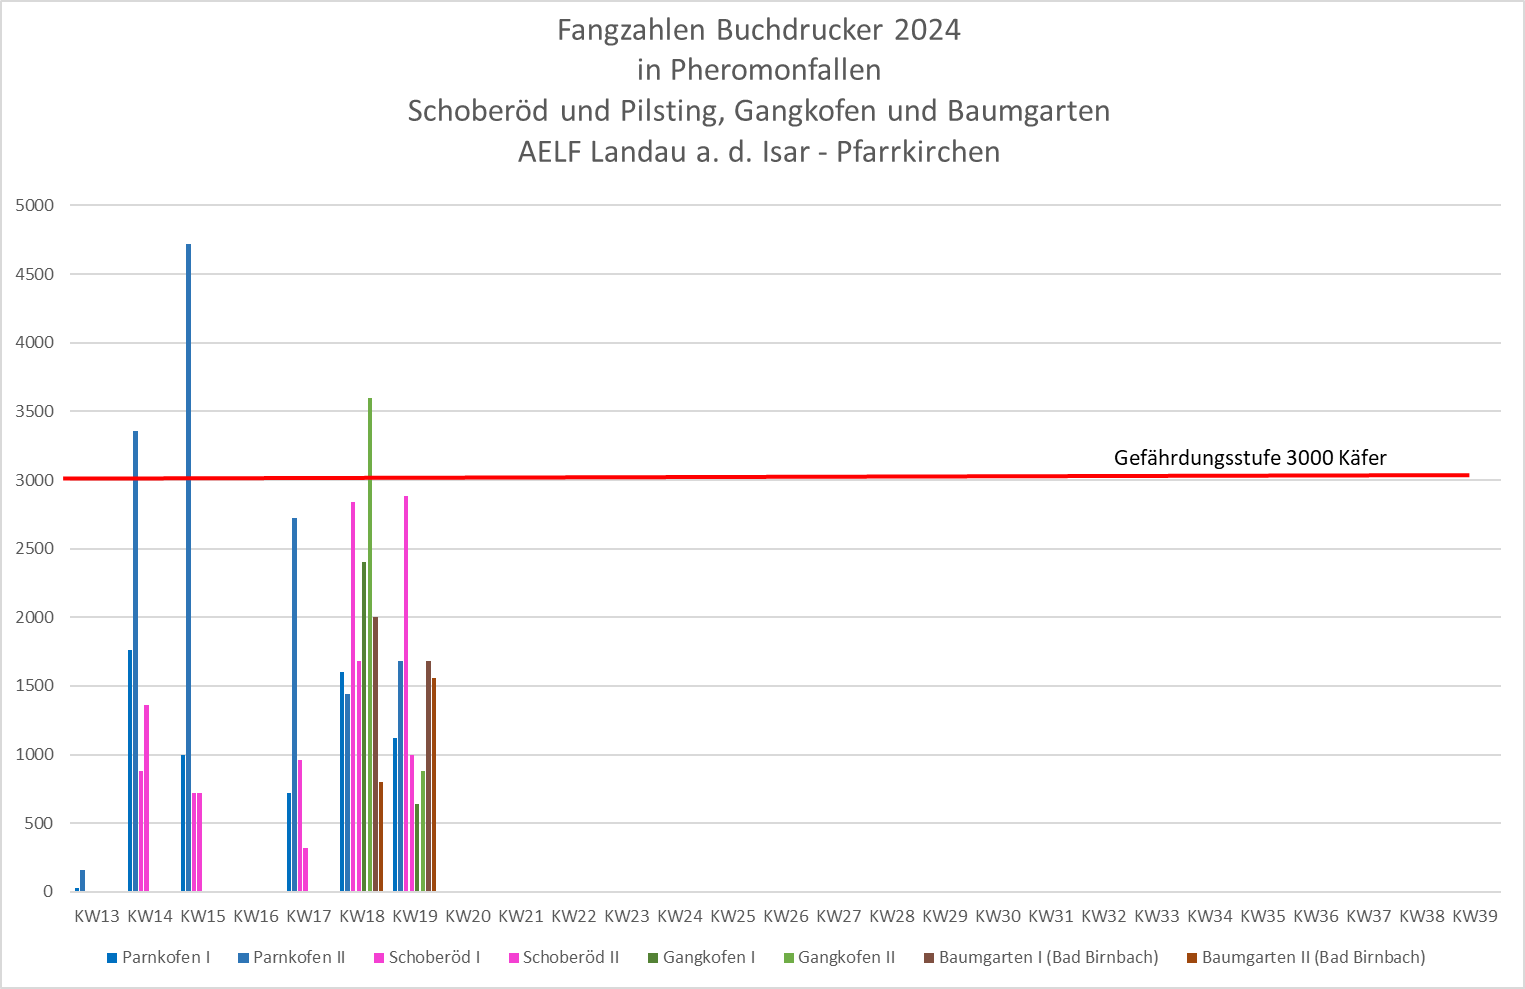 Fangzahlen Buchdrucker 2024
in Pheromonfallen
Schoberöd und Pilsting, Gangkofen und Baumgarten
AELF Landau a. d. Isar - Pfarrkirchen
5000
4500
4000
3500
3000
2500
2000
1500
1000
500
0
Gefährdungsstufe 3000 Käfer
KW13 KW14 KW15 KW16 KW17 KW18 KW19 KW20 KW21 KW22 KW23 KW24 KW25 KW26 KW27 KW28 KW29 KW30 KW31 KW32 KW33 KW34 KW35 KW36 KW37 KW38 KW39
Parnkofen I Parnkofen II Schoberöd I Schoberöd II Gangkofen I Gangkofen II Baumgarten I (Bad Birnbach) Baumgarten II (Bad Birnbach)